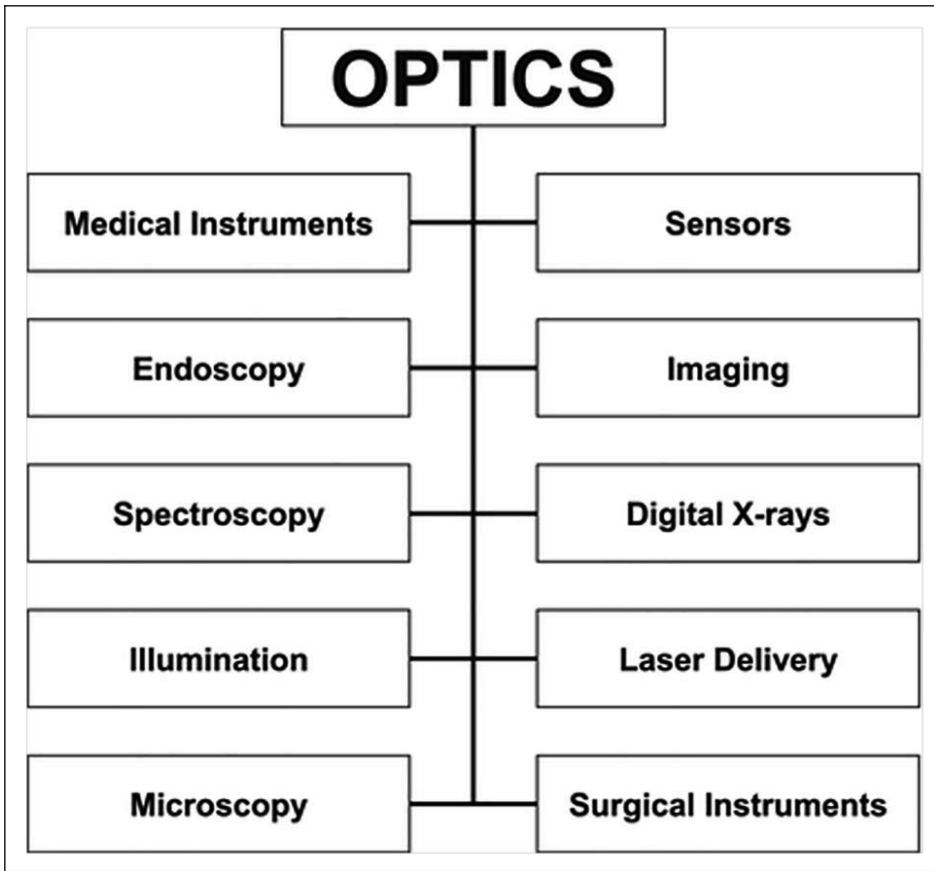 OPTICS
Medical Instruments
Sensors
Endoscopy
Imaging
Spectroscopy
Digital X-rays
Illumination
Laser Delivery
Microscopy
Surgical Instruments